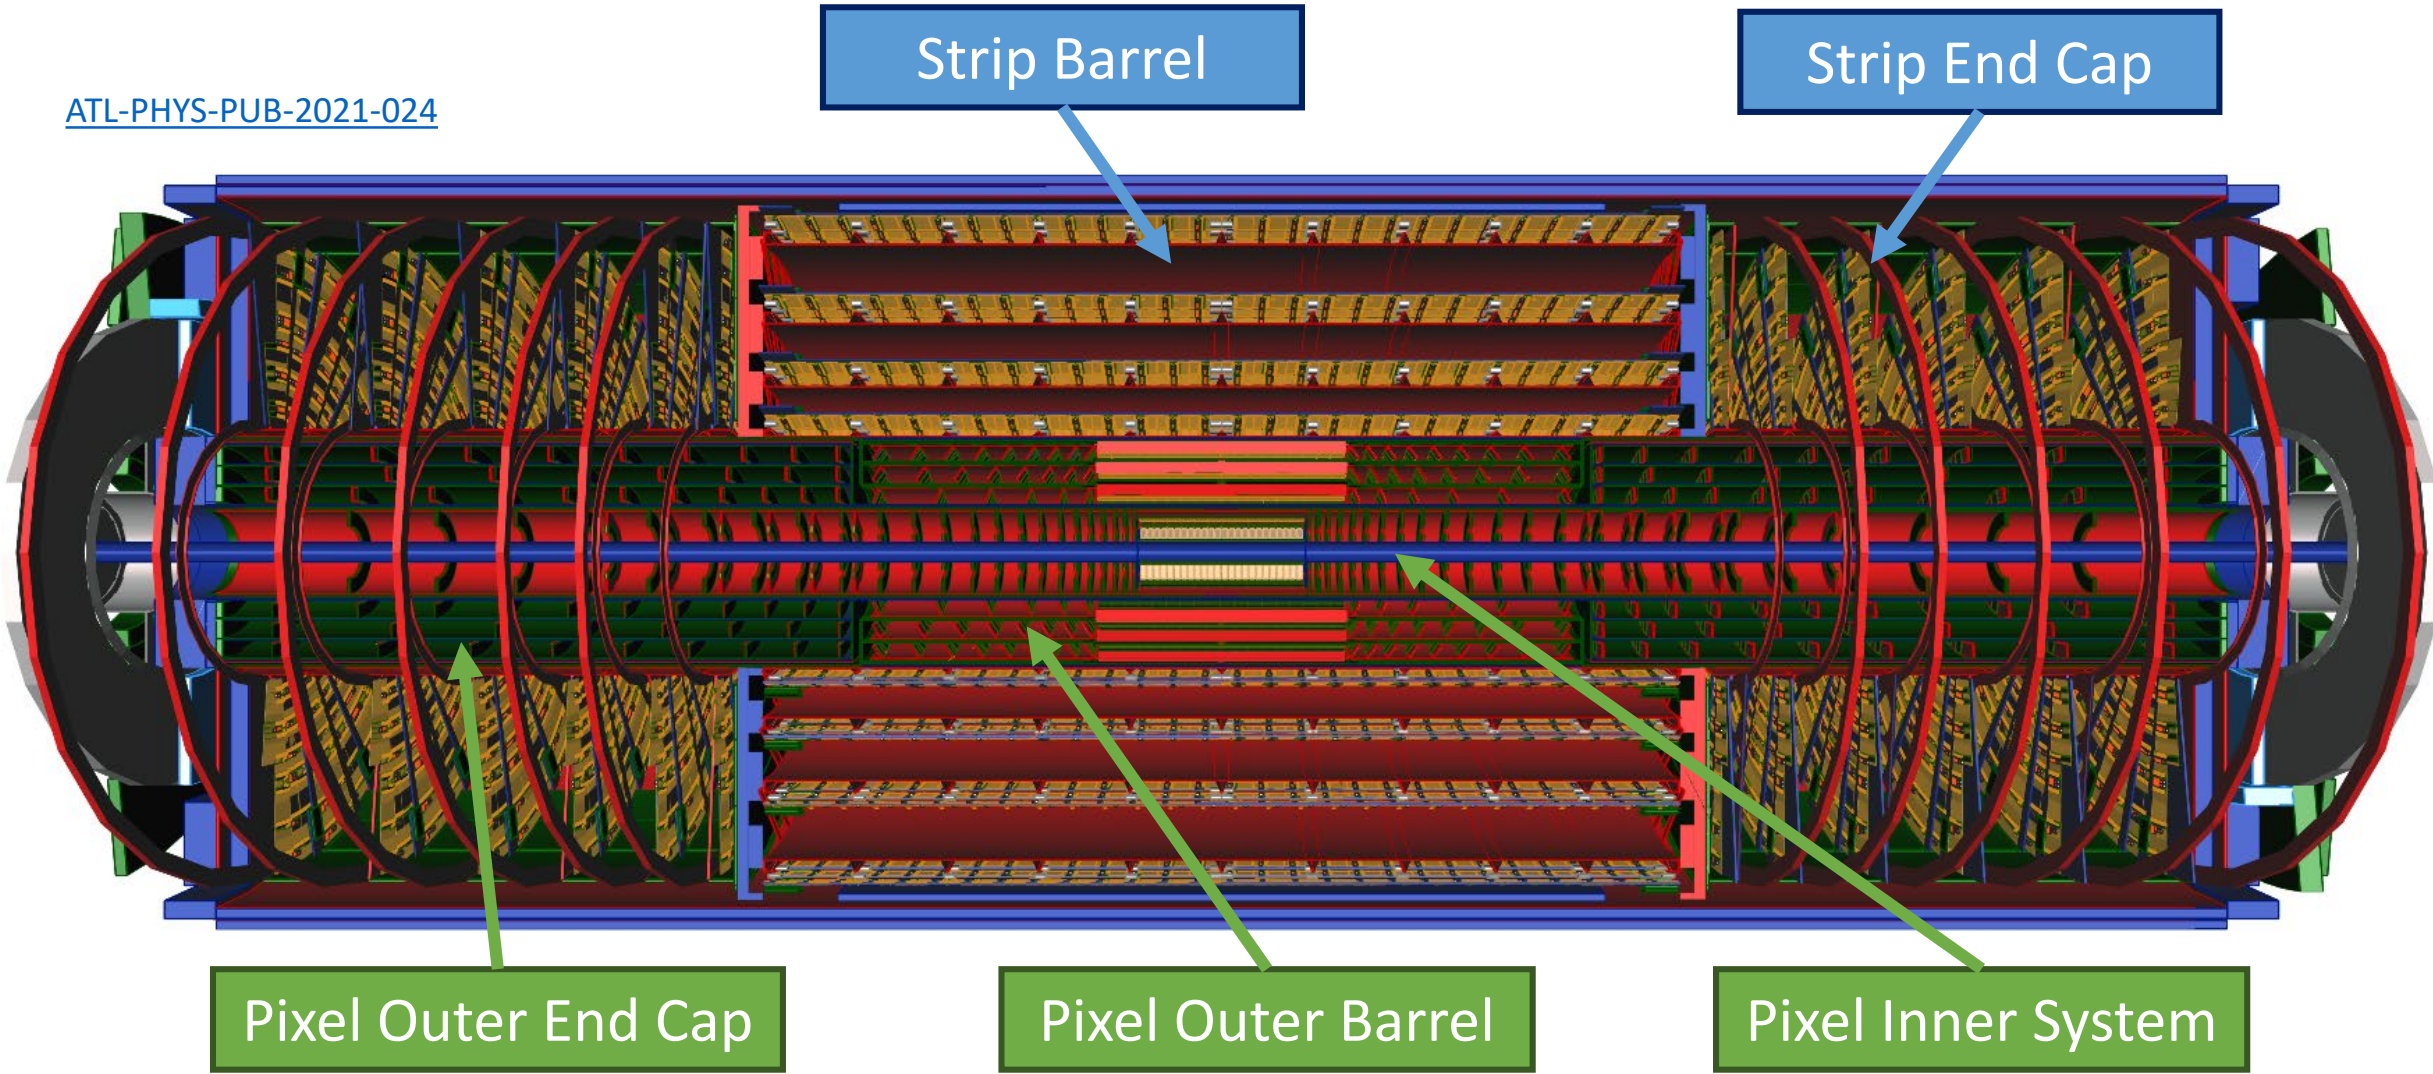 Strip Barrel
Strip End Cap
ATL-PHYS-PUB-2021-024
Pixel Outer End Cap
Pixel Outer Barrel
Pixel Inner System